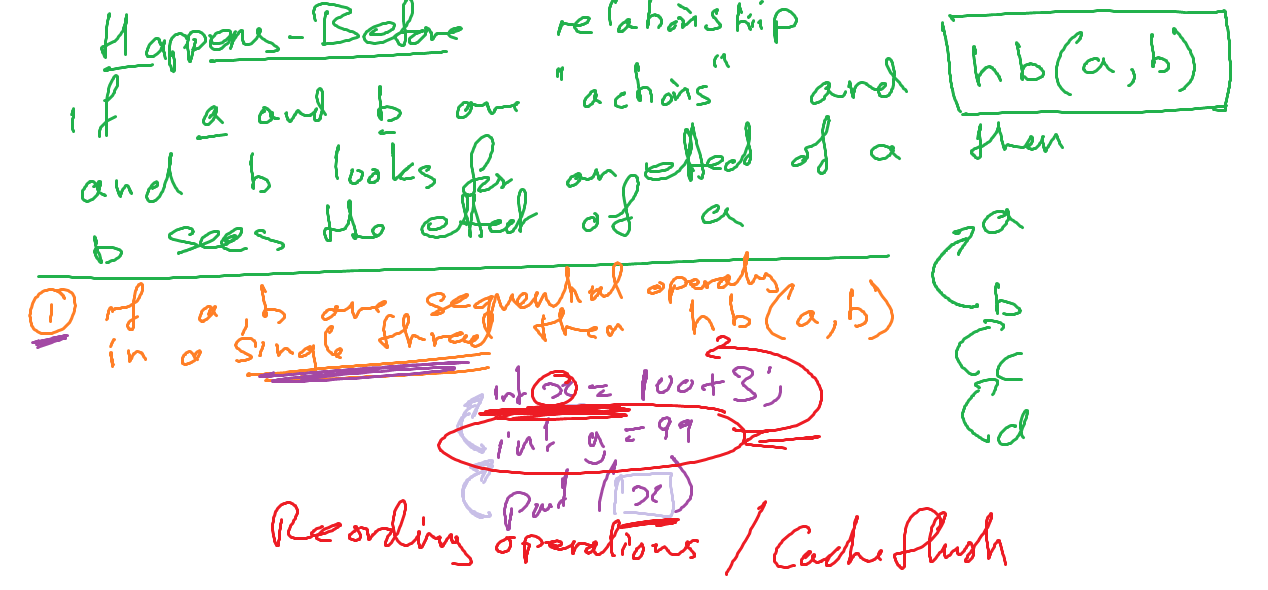 Happens-Before relationship
hb(a,b)
if a and b are "actions" and
and b looks for an effect of a then
b sees the effect of a
a
b
c
d
① if a,b are sequential operatns
in a single thread then hb(a,b)
int x = 100+3;
int y = 99
print (x)
Reording operations / Cache flush